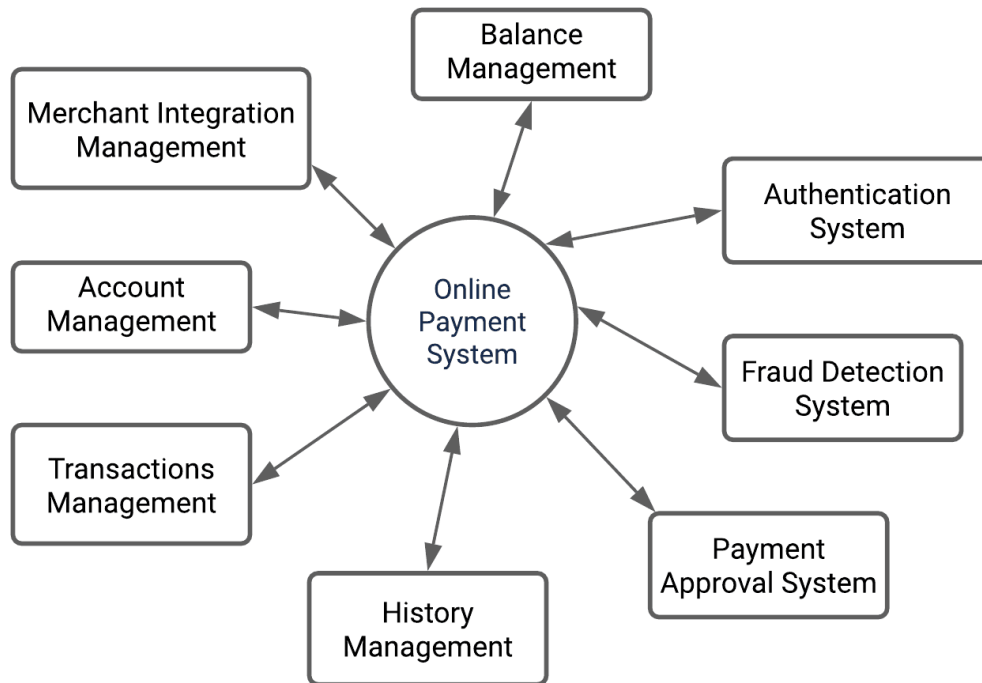 Balance
Management
Merchant Integration
Management
Authentication
System
Account
Management
Online
Payment
System
Fraud Detection
System
Transactions
Management
Payment
Approval System
History
Management